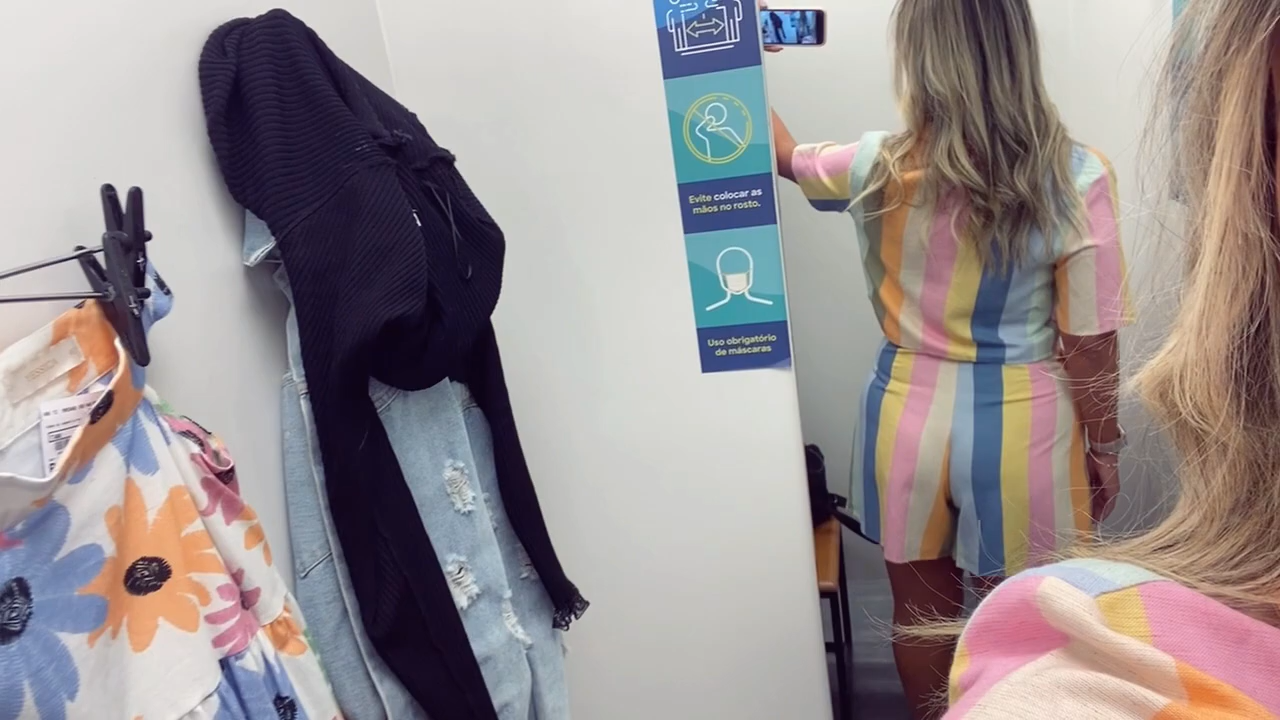 Evite colocar as
mãos no rosto.
Uso obrigatório
de máscaras